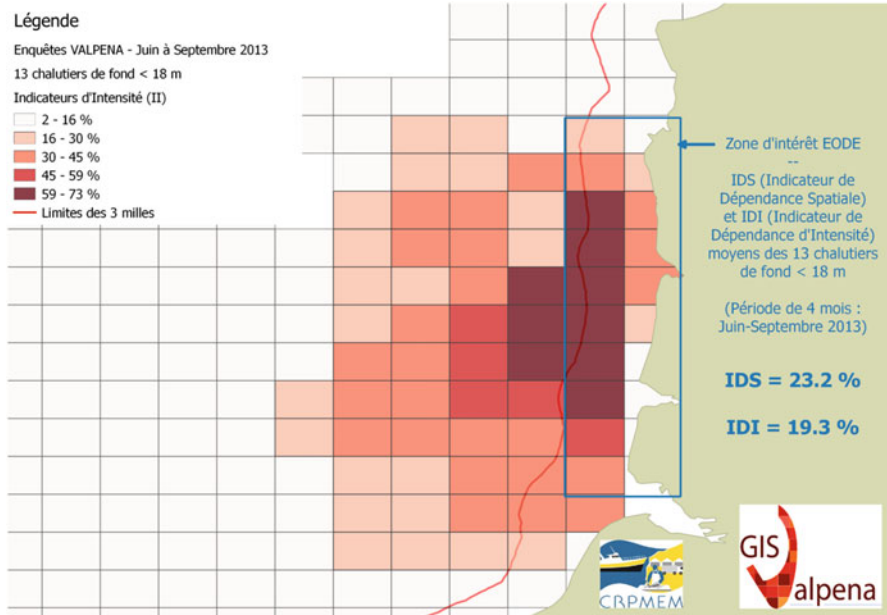 Légende
Enquêtes VALPENA - Juin à Septembre 2013
13 chalutiers de fond < 18 m
Indicateurs d'Intensité (II)
2 - 16 %
16 - 30 %
30 - 45 %
45 - 59 %
59 - 73 %
Limites des 3 milles
Zone d'intérêt EODE
--
IDS (Indicateur de
Dépendance Spatiale)
et IDI (Indicateur de
Dépendance d'Intensité)
moyens des 13 chalutiers
de fond < 18 m
(Période de 4 mois :
Juin-Septembre 2013)
IDS = 23.2 %
IDI = 19.3 %
CRPMEM
GIS
alpena